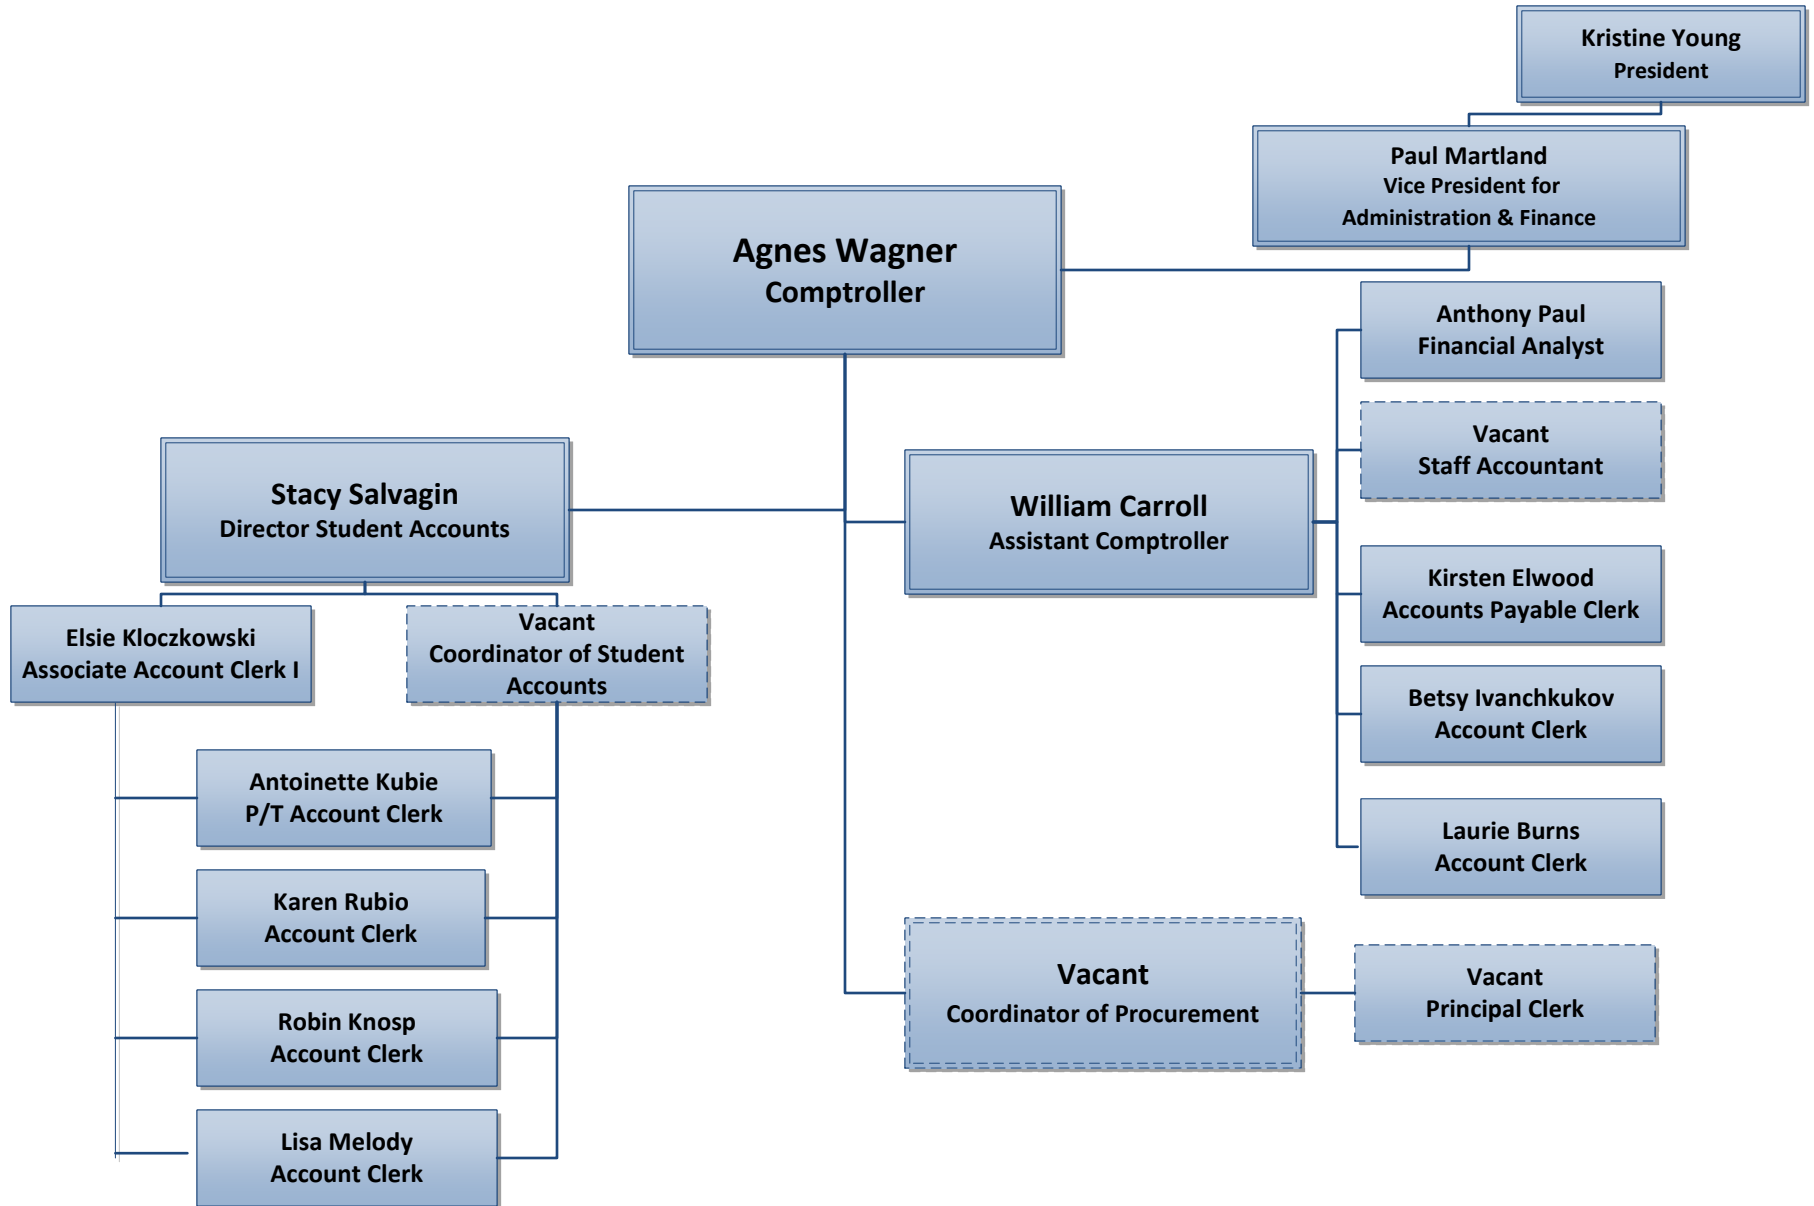 Kristine Young
President
Paul Martland
Vice President for
Administration & Finance
Agnes Wagner
Comptroller
Anthony Paul
Financial Analyst
Vacant
Staff Accountant
Stacy Salvagin
Director Student Accounts
William Carroll
Assistant Comptroller
Kirsten Elwood
Accounts Payable Clerk
Elsie Kloczkowski
Associate Account Clerk I
Vacant
Coordinator of Student
Accounts
Betsy Ivanchkukov
Account Clerk
Antoinette Kubie
P/T Account Clerk
Laurie Burns
Account Clerk
Karen Rubio
Account Clerk
Vacant
Coordinator of Procurement
Vacant
Principal Clerk
Robin Knosp
Account Clerk
Lisa Melody
Account Clerk